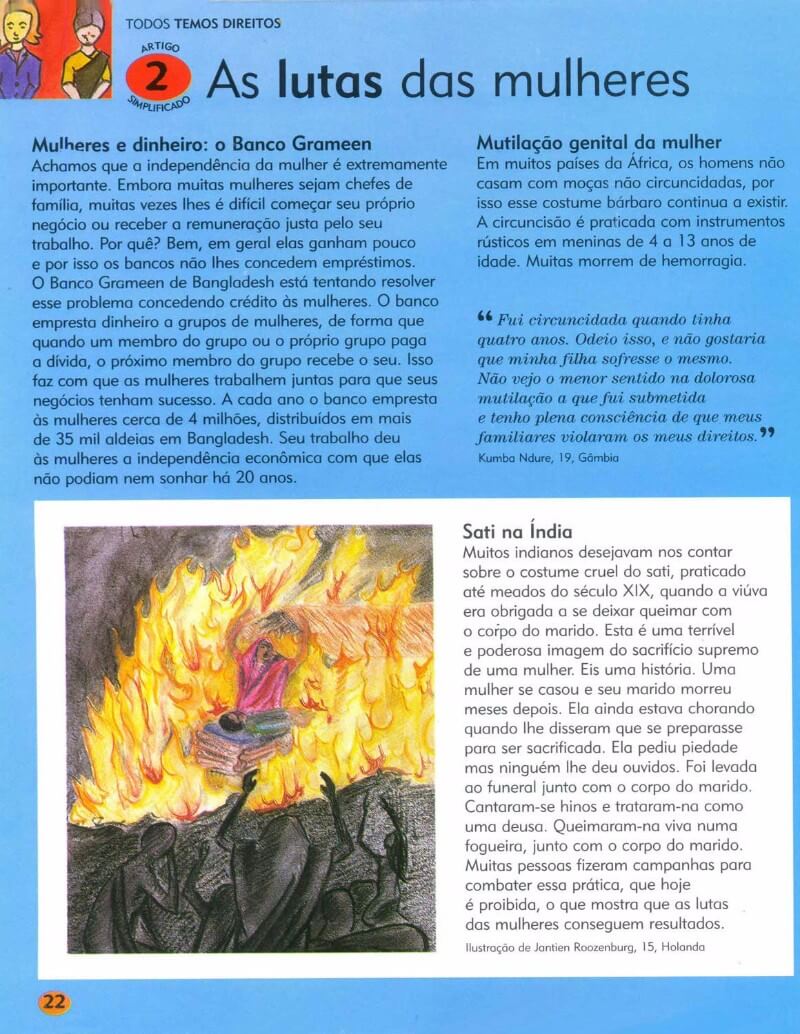 TODOS TEMOS DIREITOS
ARTIGO
2
SIMPLIFICADO
As lutas das mulheres
Mulheres e dinheiro: o Banco Grameen
Achamos que a independência da mulher é extremamente
importante. Embora muitas mulheres sejam chefes de
família, muitas vezes lhes é difícil começar seu próprio
negócio ou receber a remuneração justa pelo seu
trabalho. Por quê? Bem, em geral elas ganham pouco
e por isso os bancos não lhes concedem empréstimos.
O Banco Grameen de Bangladesh está tentando resolver
esse problema concedendo crédito às mulheres. O banco
empresta dinheiro a grupos de mulheres, de forma que
quando um membro do grupo ou o próprio grupo paga
a dívida, o próximo membro do grupo recebe o seu. Isso
faz com que as mulheres trabalhem juntas para que seus
negócios tenham sucesso. A cada ano o banco empresta
às mulheres cerca de 4 milhões, distribuídos em mais
de 35 mil aldeias em Bangladesh. Seu trabalho deu
às mulheres a independência econômica com que elas
não podiam nem sonhar há 20 anos.
Mutilação genital da mulher
Em muitos países da África, os homens não
casam com moças não circuncidadas, por
isso esse costume bárbaro continua a existir.
A circuncisão é praticada com instrumentos
rústicos em meninas de 4 a 13 anos de
idade. Muitas morrem de hemorragia.
“Fui circuncidada quando tinha
quatro anos. Odeio isso, e não gostaria
que minha filha sofresse o mesmo.
Não vejo o menor sentido na dolorosa
mutilação a que fui submetida
e tenho plena consciência de que meus
familiares violaram os meus direitos.”
Kumba Ndure, 19, Gâmbia
Sati na Índia
Muitos indianos desejavam nos contar
sobre o costume cruel do sati, praticado
até meados do século XIX, quando a viúva
era obrigada a se deixar queimar com
o corpo do marido. Esta é uma terrível
e poderosa imagem do sacrifício supremo
de uma mulher. Eis uma história. Uma
mulher se casou e seu marido morreu
meses depois. Ela ainda estava chorando
quando lhe disseram que se preparasse
para ser sacrificada. Ela pediu piedade
mas ninguém lhe deu ouvidos. Foi levada
ao funeral junto com o corpo do marido.
Cantaram-se hinos e trataram-na como
uma deusa. Queimaram-na viva numa
fogueira, junto com o corpo do marido.
Muitas pessoas fizeram campanhas para
combater essa prática, que hoje
é proibida, o que mostra que as lutas
das mulheres conseguem resultados.
Ilustração de Jantien Roozenburg, 15, Holanda
22